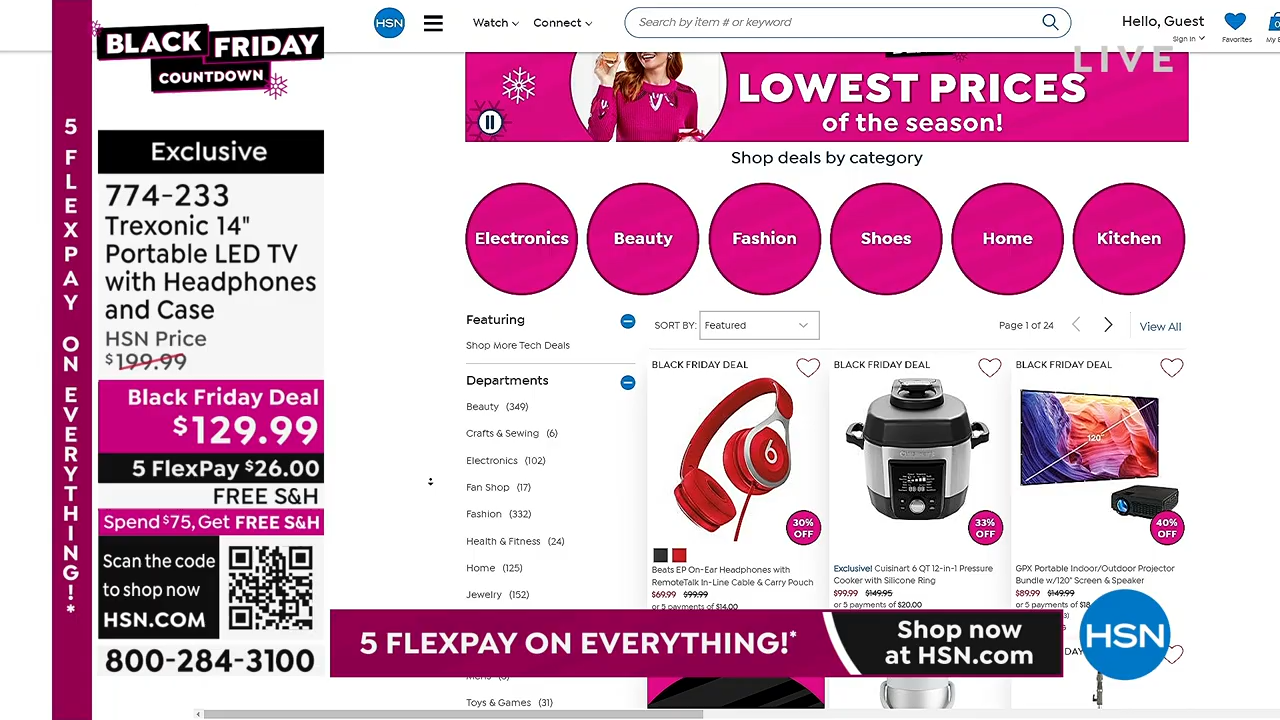 BLACK FRIDAY
COUNTDOWN
5 FLEXPAY ON EVERYTHING!*
Exclusive
774-233
Trexonic 14"
Portable LED TV
with Headphones
and Case
HSN Price
$199.99
Black Friday Deal
$129.99
5 FlexPay $26.00
FREE S&H
Spend $75, Get FREE S&H
Scan the code
to shop now
HSN.COM
800-284-3100
HSN
Watch
Connect
Search by item # or keyword
Hello, Guest
Sign In
Favorites
LIVE
LOWEST PRICES
of the season!
Shop deals by category
Electronics
Beauty
Fashion
Shoes
Home
Kitchen
Featuring
Shop More Tech Deals
Departments
Beauty (349)
Crafts & Sewing (6)
Electronics (102)
Fan Shop (17)
Fashion (332)
Health & Fitness (24)
Home (125)
Jewelry (152)
Toys & Games (31)
SORT BY: Featured
Page 1 of 24
View All
BLACK FRIDAY DEAL
30%
OFF
Beats EP On-Ear Headphones with
RemoteTalk In-Line Cable & Carry Pouch
$69.99 $99.99
or 5 payments of $14.00
BLACK FRIDAY DEAL
33%
OFF
Exclusive! Cuisinart 6 QT 12-in-1 Pressure
Cooker with Silicone Ring
$99.99 $149.95
or 5 payments of $20.00
BLACK FRIDAY DEAL
120"
40%
OFF
GPX Portable Indoor/Outdoor Projector
Bundle w/120" Screen & Speaker
$89.99 $149.99
or 5 payments of $18
5 FLEXPAY ON EVERYTHING!*
Shop now
at HSN.com
HSN